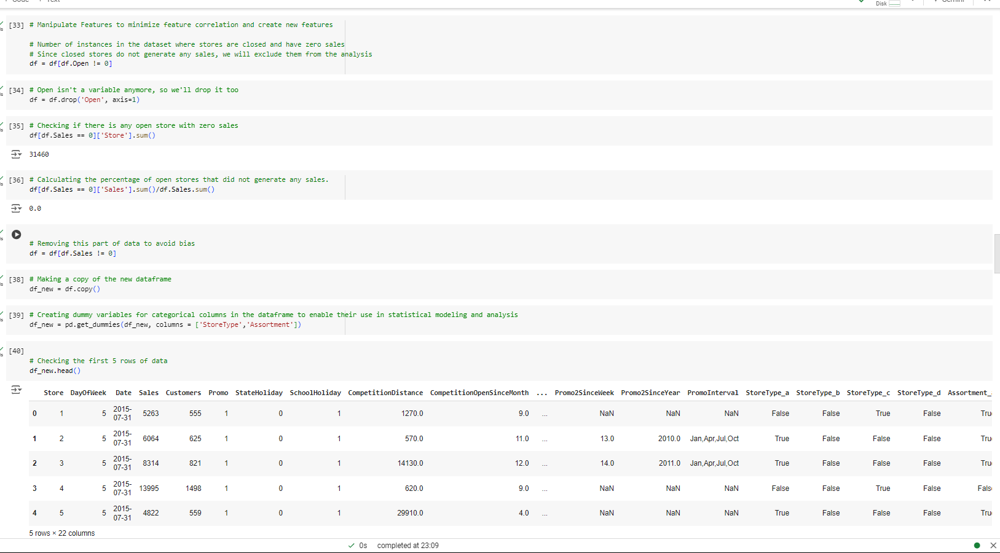 Code Text
Disk Gemini
[33] # Manipulate Features to minimize feature correlation and create new features
# Number of instances in the dataset where stores are closed and have zero sales
# Since closed stores do not generate any sales, we will exclude them from the analysis
df = df[df.Open != 0]
[34] # Open isn't a variable anymore, so we'll drop it too
df = df.drop('Open', axis=1)
[35] # Checking if there is any open store with zero sales
df[df.Sales == 0]['Store'].sum()
31460
[36] # Calculating the percentage of open stores that did not generate any sales.
df[df.Sales == 0]['Sales'].sum()/df.Sales.sum()
0.0
# Removing this part of data to avoid bias
df = df[df.Sales != 0]
[38] # Making a copy of the new dataframe
df_new = df.copy()
[39] # Creating dummy variables for categorical columns in the dataframe to enable their use in statistical modeling and analysis
df_new = pd.get_dummies(df_new, columns = ['StoreType','Assortment'])
[40]
# Checking the first 5 rows of data
df_new.head()
Store DayOfWeek Date Sales Customers Promo StateHoliday SchoolHoliday CompetitionDistance CompetitionOpenSinceMonth ... Promo2SinceWeek Promo2SinceYear PromoInterval StoreType_a StoreType_b StoreType_c StoreType_d Assortment_
0 1 5 2015-07-31 5263 555 1 0 1 1270.0 9.0 ... NaN NaN NaN False False True False Tru
1 2 5 2015-07-31 6064 625 1 0 1 570.0 11.0 ... 13.0 2010.0 Jan,Apr,Jul,Oct True False False False Tru
2 3 5 2015-07-31 8314 821 1 0 1 14130.0 12.0 ... 14.0 2011.0 Jan,Apr,Jul,Oct True False False False Tru
3 4 5 2015-07-31 13995 1498 1 0 1 620.0 9.0 ... NaN NaN NaN False False True False Fals
4 5 5 2015-07-31 4822 559 1 0 1 29910.0 4.0 ... NaN NaN NaN True False False False Tru
5 rows × 22 columns
0s completed at 23:09